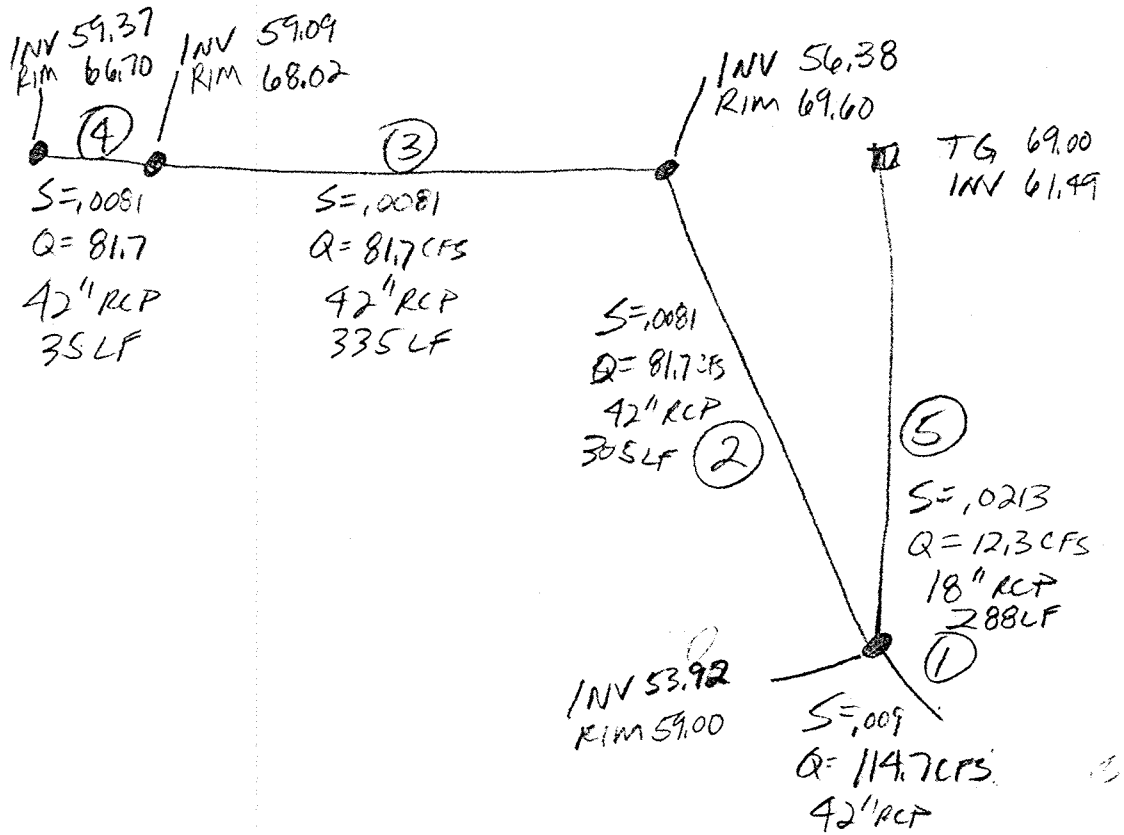 INV 59.37
RIM 66.70
INV 59.09
RIM 68.02
INV 56.38
RIM 69.60
TG 69.00
INV 61.49
4
S=.0081
Q= 81.7
42" RCP
35 LF
3
S=.0081
Q= 81.7 CFS
42" RCP
335 LF
S=.0081
Q= 81.7 CFS
42" RCP
305 LF
2
5
S=.0213
Q= 12.3 CFS
18" RCP
288 LF
1
INV 53.92
RIM 59.00
S=.009
Q= 114.7 CFS
42" RCP